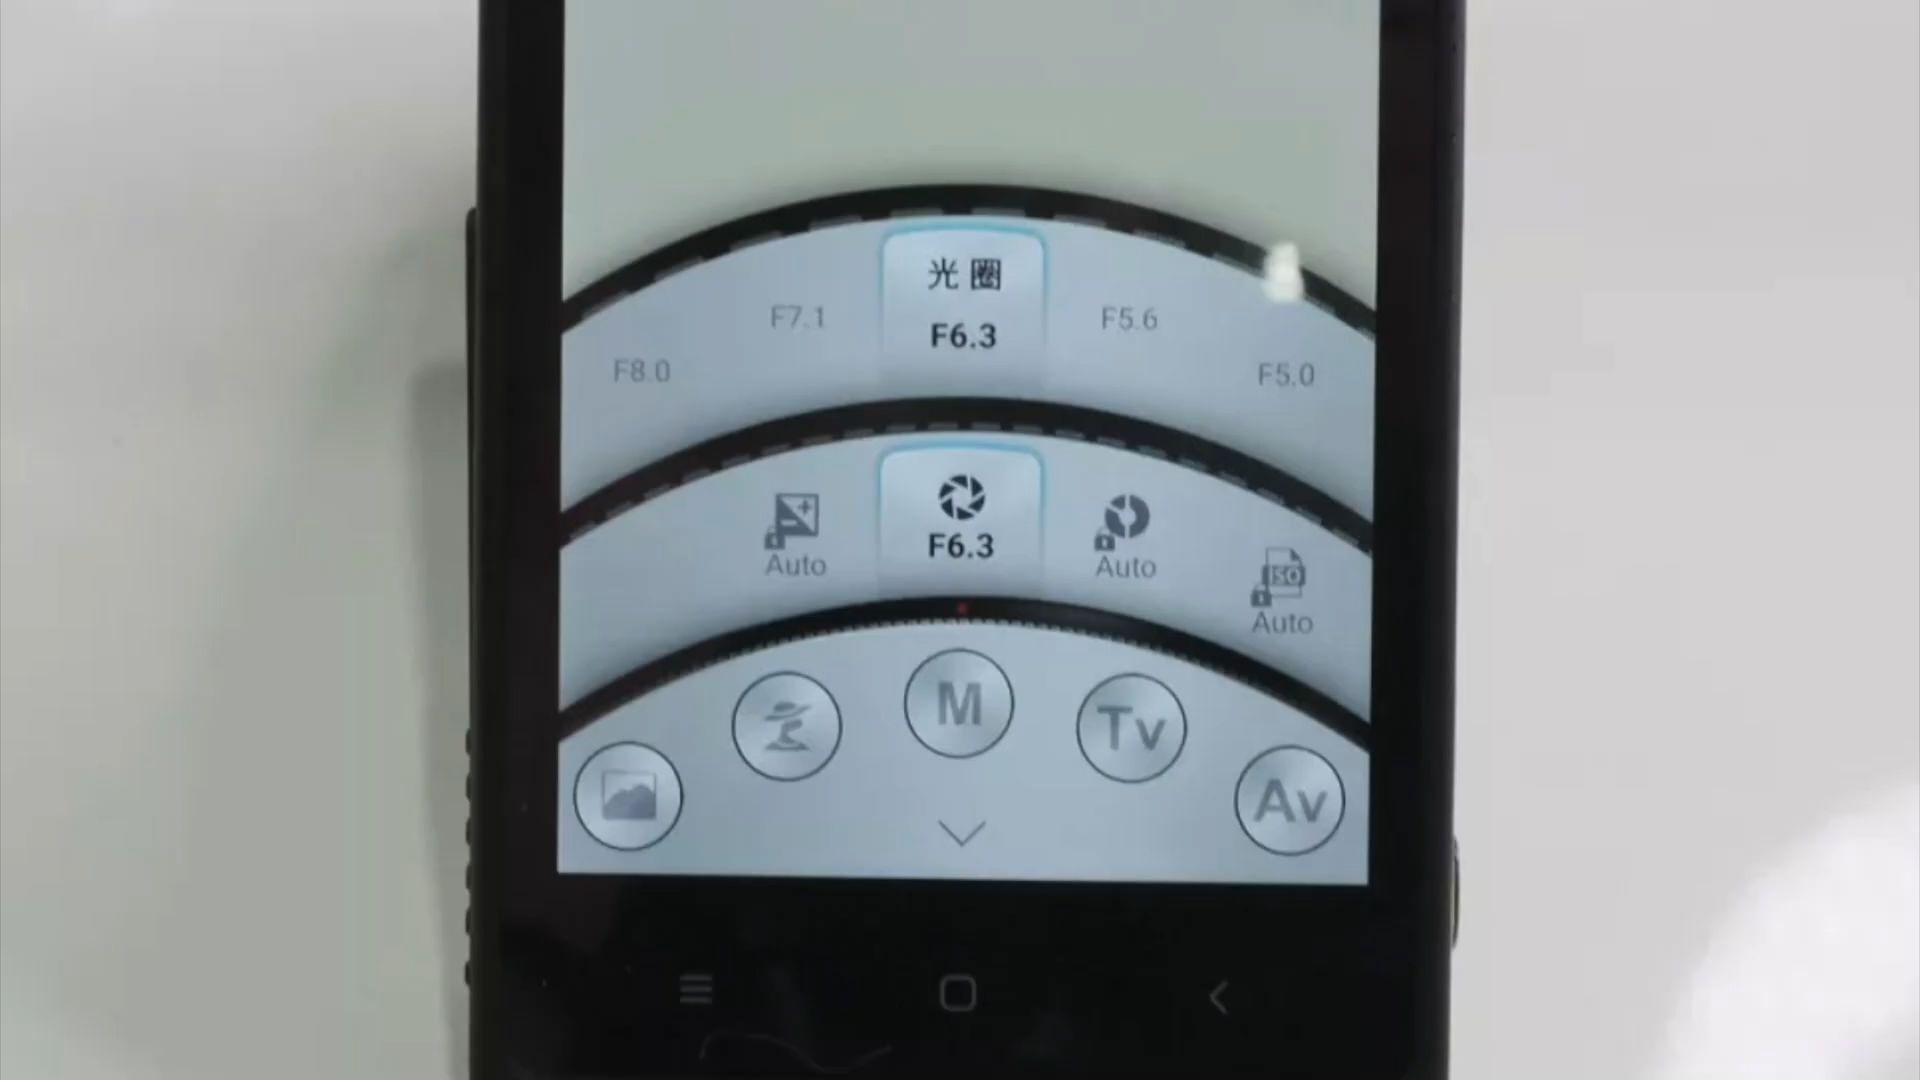 光圈
F8.0 F7.1 F6.3 F5.6 F5.0
Auto F6.3 Auto ISO Auto
M Tv Av